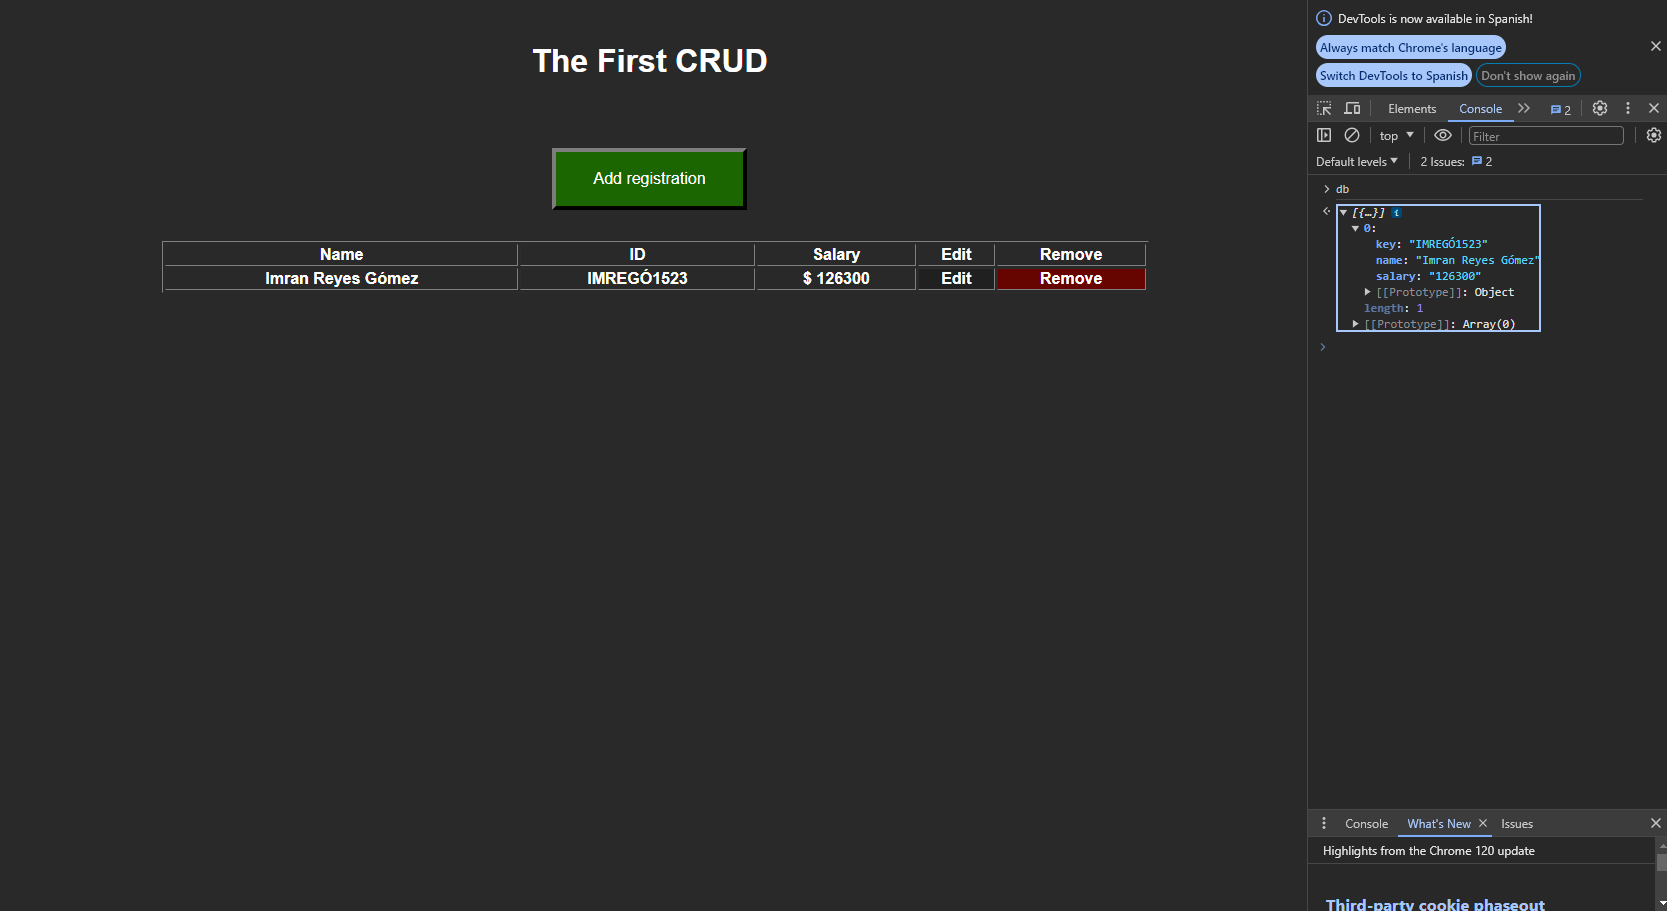 The First CRUD
Add registration
Name ID Salary Edit Remove
Imran Reyes Gómez IMREGÓ1523 $ 126300 Edit Remove
DevTools is now available in Spanish!
Always match Chrome's language
Switch DevTools to Spanish Don't show again
Elements Console 2
top Filter
Default levels 2 Issues: 2
db
[{…}] i
0:
key: "IMREGÓ1523"
name: "Imran Reyes Gómez"
salary: "126300"
[[Prototype]]: Object
length: 1
[[Prototype]]: Array(0)
Console What's New Issues
Highlights from the Chrome 120 update
Third-party cookie phaseout